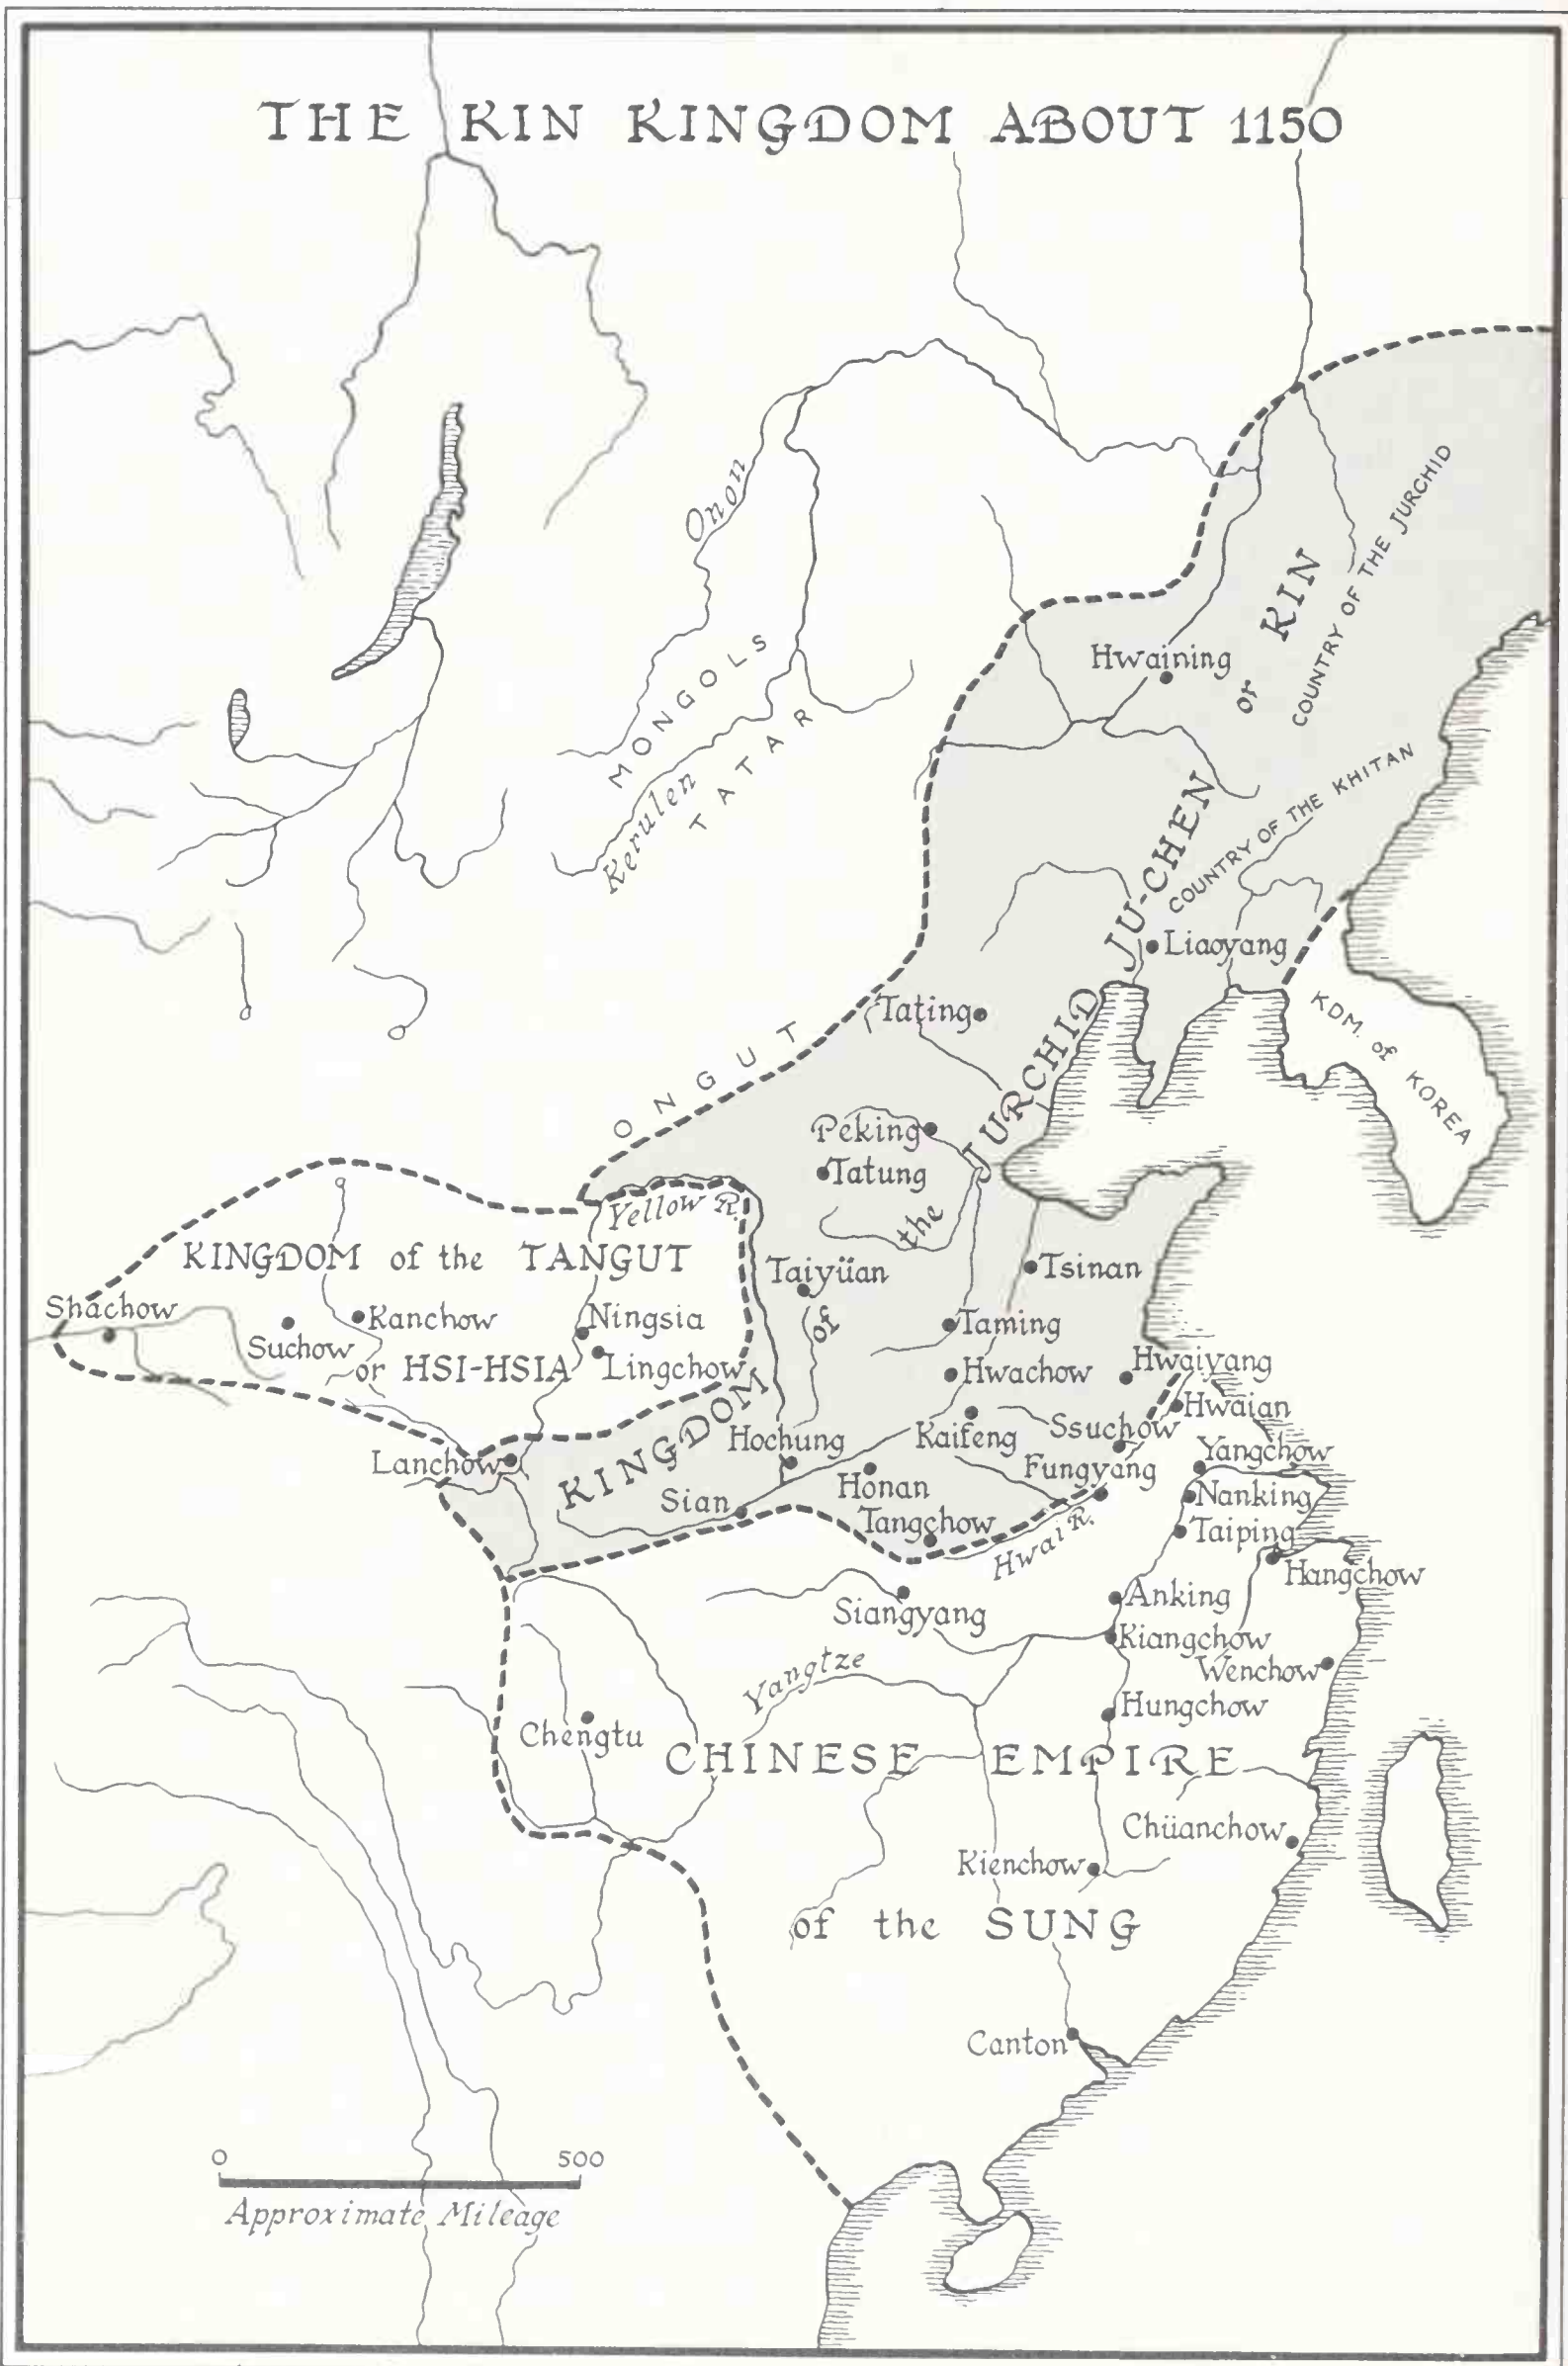 THE KIN KINGDOM ABOUT 1150
Onon
MONGOLS
Kerulen
TATAR
ONGUT
Hwaining
or KIN
COUNTRY OF THE JURCHID
JU-CHEN
COUNTRY OF THE KHITAN
Liaoyang
Tating
JURCHID
KDM. of KOREA
Peking
Tatung
the
Yellow R.
KINGDOM of the TANGUT
Taiyüan
Tsinan
Shachow
Kanchow
Ningsia
of
Taming
Suchow
or HSI-HSIA
Lingchow
Hwachow
Hwaiyang
KINGDOM
Hwaian
Lanchow
Hochung
Kaifeng
Ssuchow
Yangchow
Sian
Honan
Fungyang
Nanking
Tangchow
Hwai R.
Taiping
Hangchow
Siangyang
Anking
Kiangchow
Yangtze
Wenchow
Hungchow
Chengtu
CHINESE EMPIRE
Chüanchow
Kienchow
of the SUNG
Canton
0 500
Approximate Mileage